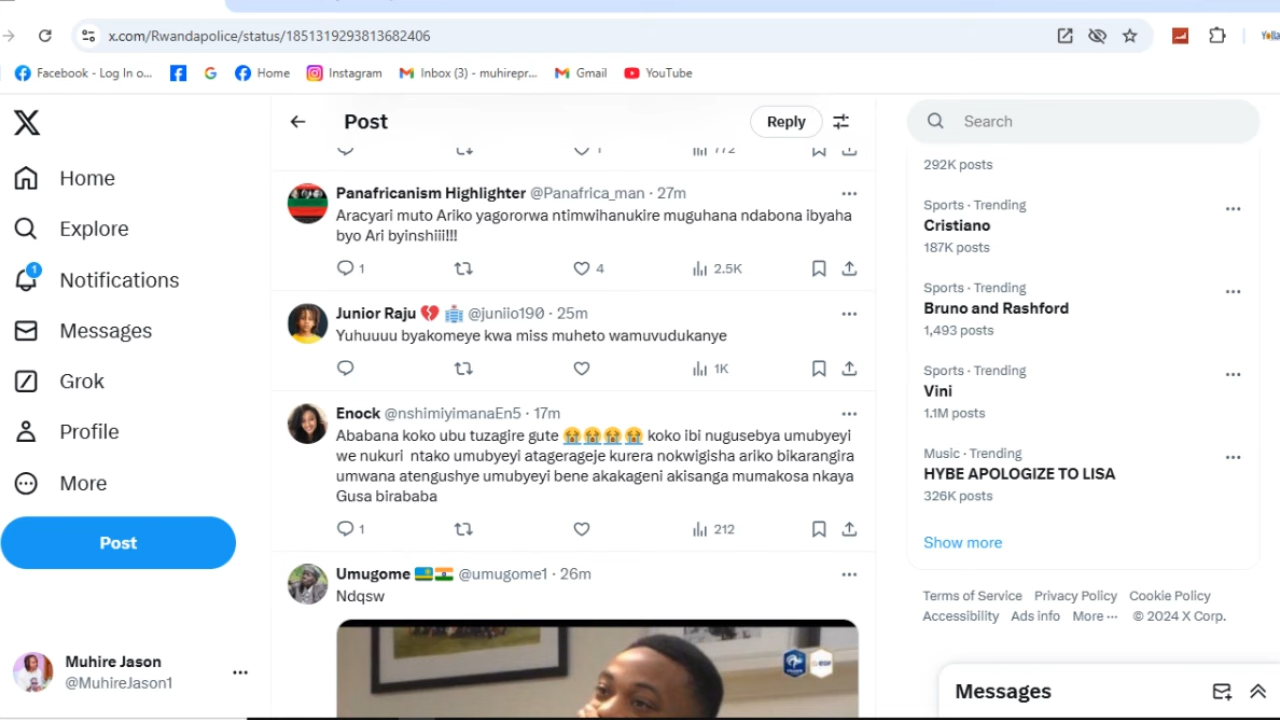 x.com/Rwandapolice/status/1851319293813682406
Facebook - Log In o...
Home
Instagram
Inbox (3) - muhirepr...
Gmail
YouTube
Post
Reply
Search
Home
Explore
1
Notifications
Messages
Grok
Profile
More
Post
Muhire Jason
@MuhireJason1
1
772
Panafricanism Highlighter @Panafrica_man · 27m
Aracyari muto Ariko yagororwa ntimwihanukire muguhana ndabona ibyaha
byo Ari byinshiii!!!
1
4
2.5K
Junior Raju 💔 🏥 @juniio190 · 25m
Yuhuuuu byakomeye kwa miss muheto wamuvudukanye
1K
Enock @nshimiyimanaEn5 · 17m
Ababana koko ubu tuzagire gute 😭😭😭😭 koko ibi nugusebya umubyeyi
we nukuri ntako umubyeyi atagerageje kurera nokwigisha ariko bikarangira
umwana atengushye umubyeyi bene akakageni akisanga mumakosa nkaya
Gusa birababa
1
212
Umugome 🇷🇼🇮🇳 @umugome1 · 26m
Ndqsw
292K posts
Sports · Trending
Cristiano
187K posts
Sports · Trending
Bruno and Rashford
1,493 posts
Sports · Trending
Vini
1.1M posts
Music · Trending
HYBE APOLOGIZE TO LISA
326K posts
Show more
Terms of Service Privacy Policy Cookie Policy
Accessibility Ads info More ··· © 2024 X Corp.
Messages